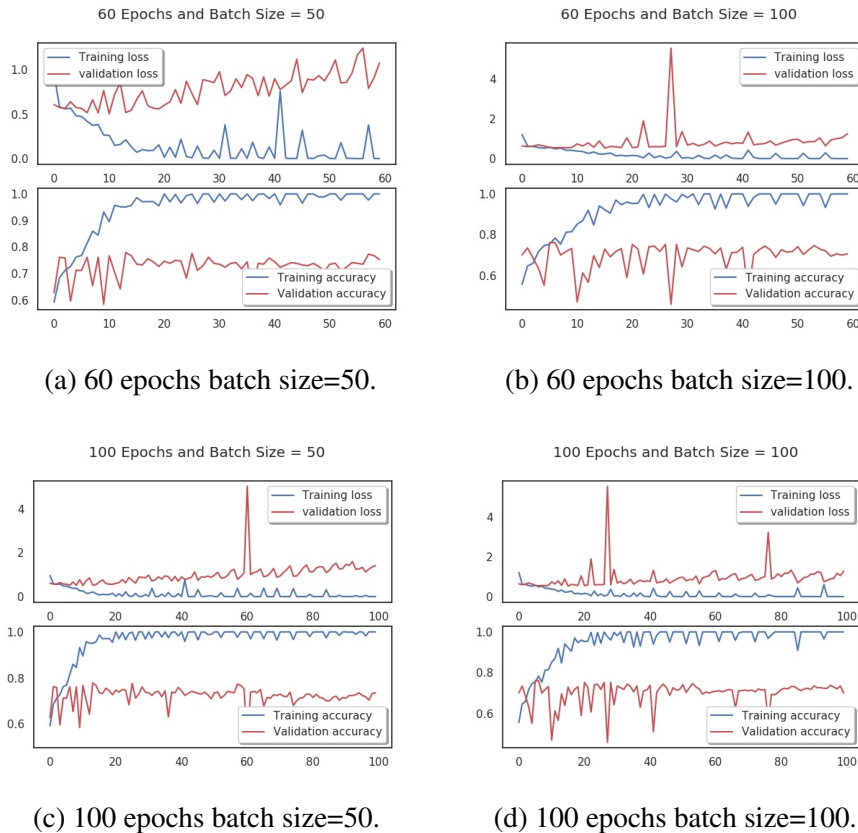 60 Epochs and Batch Size = 50
Training loss
validation loss
1.0
0.5
0.0
0 10 20 30 40 50 60
1.0
0.9
0.8
0.7
0.6
Training accuracy
Validation accuracy
0 10 20 30 40 50 60
(a) 60 epochs batch size=50.
60 Epochs and Batch Size = 100
Training loss
validation loss
4
2
0
0 10 20 30 40 50 60
1.0
0.8
0.6
Training accuracy
Validation accuracy
0 10 20 30 40 50 60
(b) 60 epochs batch size=100.
100 Epochs and Batch Size = 50
Training loss
validation loss
4
2
0
0 20 40 60 80 100
1.0
0.8
0.6
Training accuracy
Validation accuracy
0 20 40 60 80 100
(c) 100 epochs batch size=50.
100 Epochs and Batch Size = 100
Training loss
validation loss
4
2
0
0 20 40 60 80 100
1.0
0.8
0.6
Training accuracy
Validation accuracy
0 20 40 60 80 100
(d) 100 epochs batch size=100.